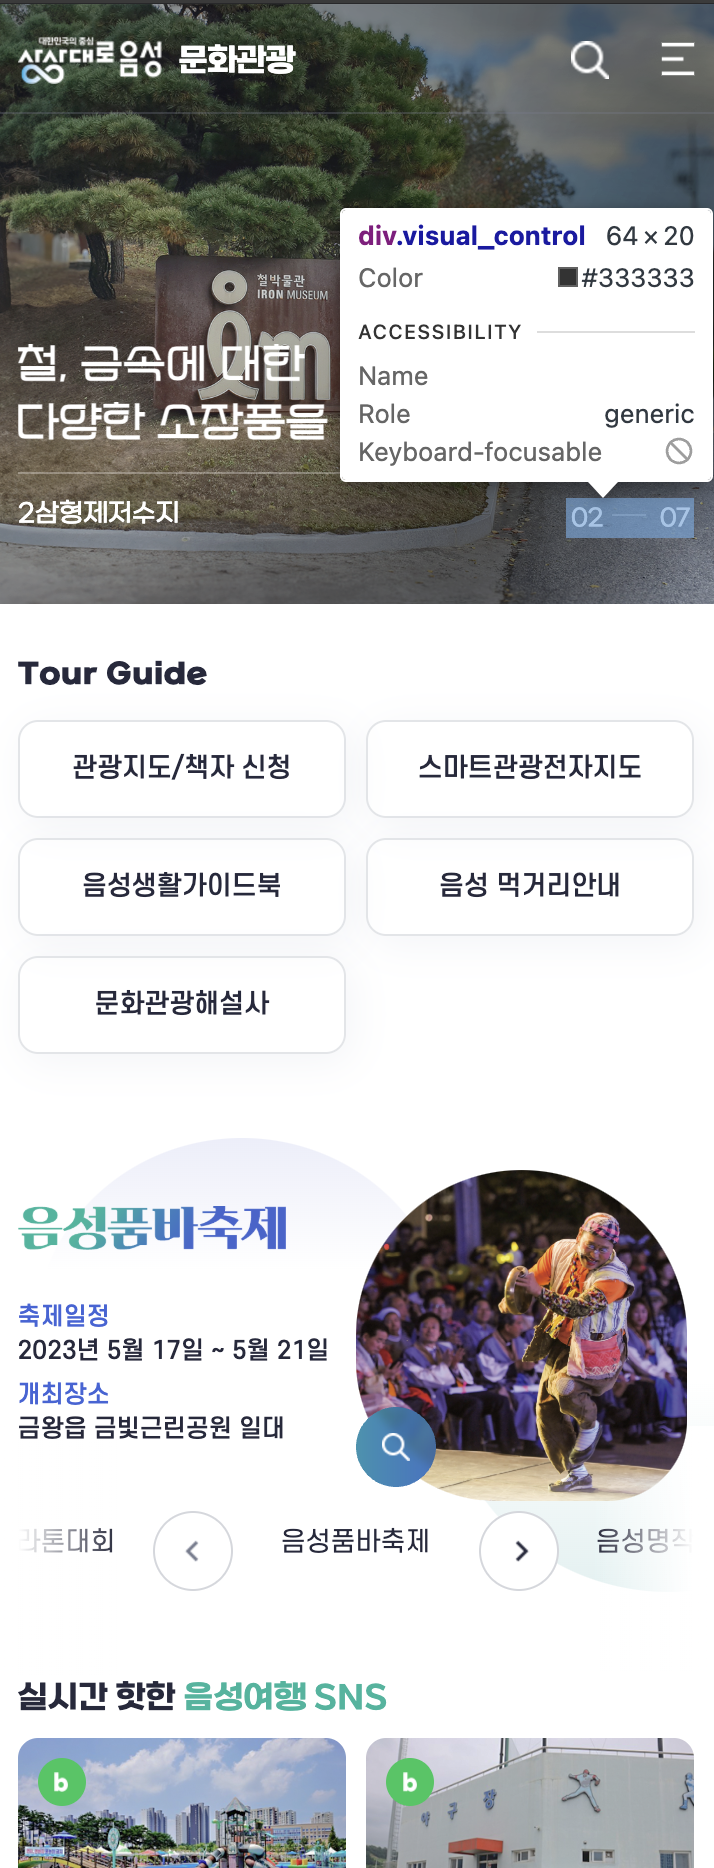 대한민국의 중심
상상대로 음성 문화관광
div.visual_control 64 × 20
Color #333333
ACCESSIBILITY
Name
Role generic
Keyboard-focusable
철박물관
IRON MUSEUM
철, 금속에 대한
다양한 소장품을
2삼형제저수지
02 07
Tour Guide
관광지도/책자 신청
스마트관광전자지도
음성생활가이드북
음성 먹거리안내
문화관광해설사
음성품바축제
축제일정
2023년 5월 17일 ~ 5월 21일
개최장소
금왕읍 금빛근린공원 일대
라톤대회
음성품바축제
음성명작
실시간 핫한 음성여행 SNS
b
b
야구장